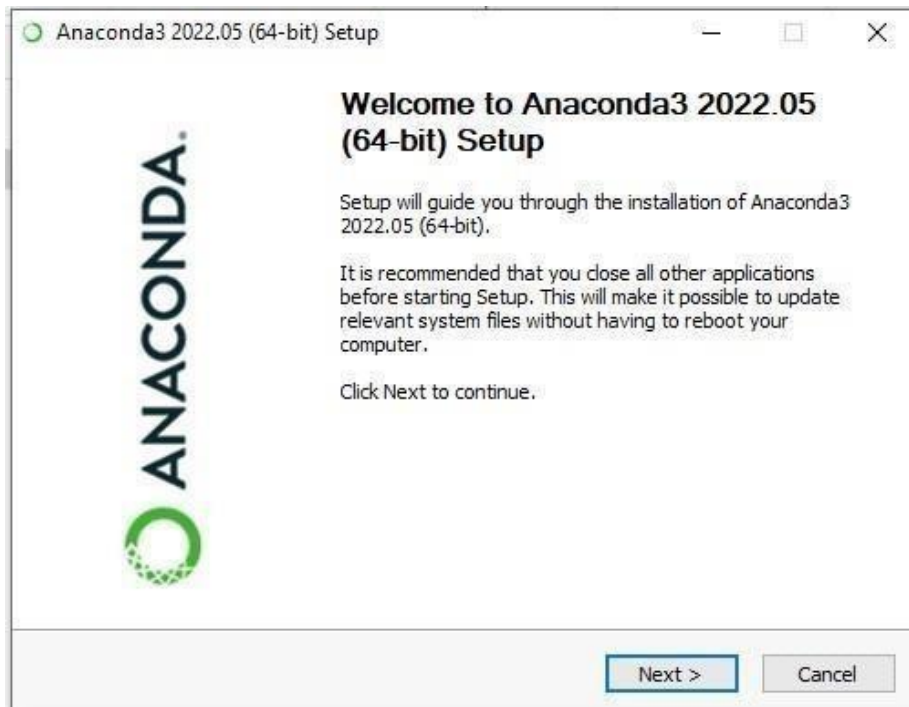 Anaconda3 2022.05 (64-bit) Setup
Welcome to Anaconda3 2022.05
(64-bit) Setup
ANACONDA.
Setup will guide you through the installation of Anaconda3
2022.05 (64-bit).
It is recommended that you close all other applications
before starting Setup. This will make it possible to update
relevant system files without having to reboot your
computer.
Click Next to continue.
Next >
Cancel